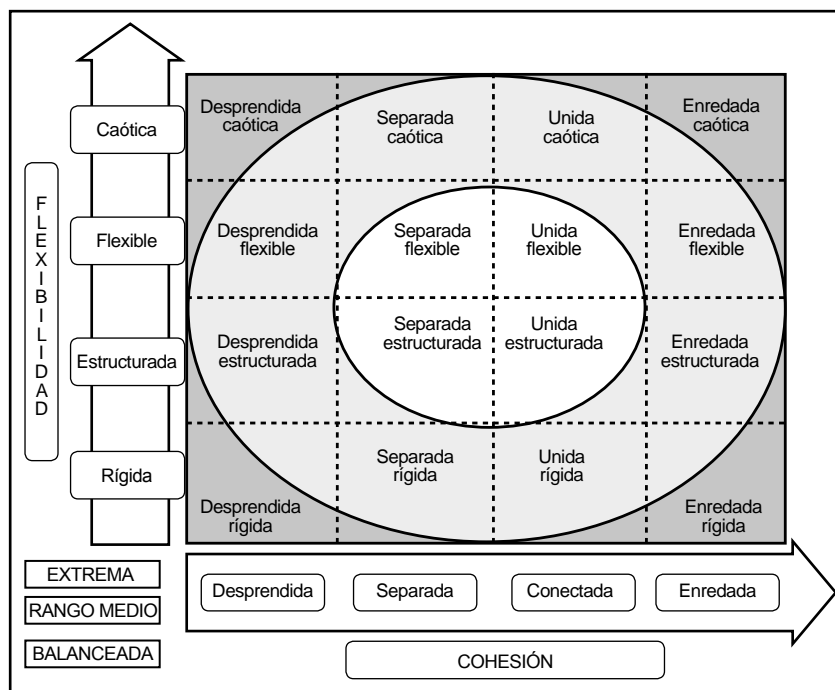 Desprendida
caótica
Separada
caótica
Unida
caótica
Enredada
caótica
Caótica
FLEXIBILIDAD
Flexible
Desprendida
flexible
Separada
flexible
Unida
flexible
Enredada
flexible
Estructurada
Desprendida
estructurada
Separada
estructurada
Unida
estructurada
Enredada
estructurada
Rígida
Separada
rígida
Unida
rígida
Desprendida
rígida
Enredada
rígida
EXTREMA
RANGO MEDIO
BALANCEADA
Desprendida
Separada
Conectada
Enredada
COHESIÓN